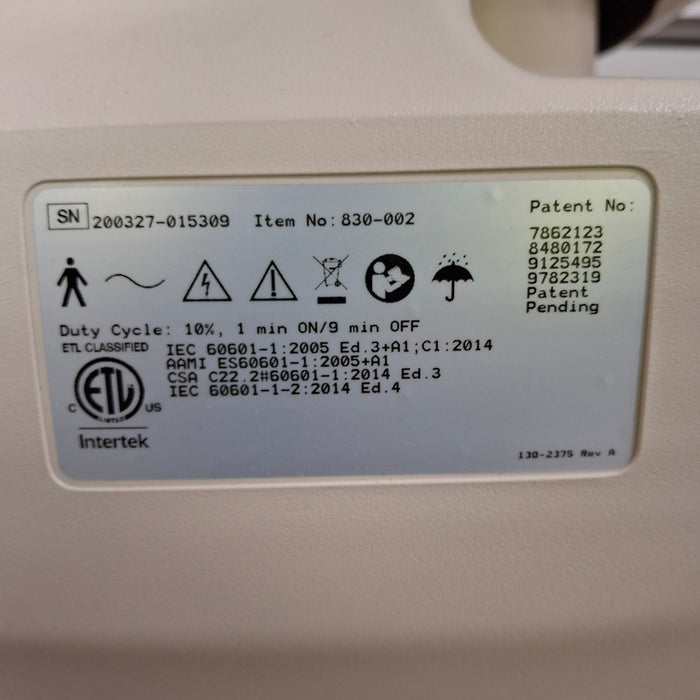 SN 200327-015309 Item No: 830-002
Patent No:
7862123
8480172
9125495
9782319
Patent
Pending
Duty Cycle: 10%, 1 min ON/9 min OFF
ETL CLASSIFIED
IEC 60601-1:2005 Ed.3+A1;C1:2014
AAMI ES60601-1:2005+A1
CSA C22.2#60601-1:2014 Ed.3
IEC 60601-1-2:2014 Ed.4
C ETL US
LISTED
Intertek
130-2375 Rev A